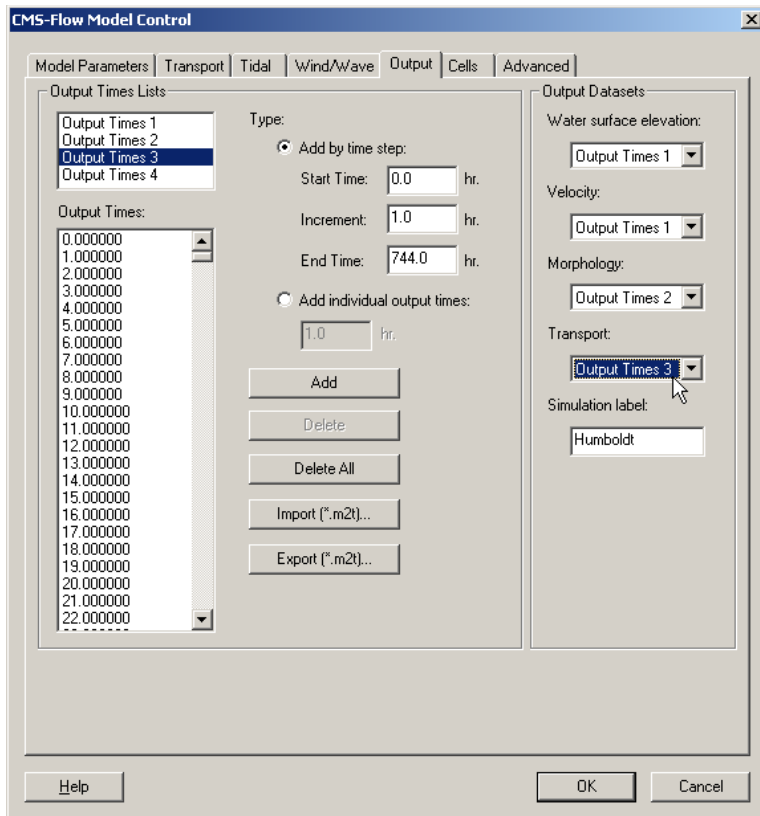 CMS-Flow Model Control
Model Parameters Transport Tidal Wind/Wave Output Cells Advanced
Output Times Lists
Output Times 1
Output Times 2
Output Times 3
Output Times 4
Output Times:
0.000000
1.000000
2.000000
3.000000
4.000000
5.000000
6.000000
7.000000
8.000000
9.000000
10.000000
11.000000
12.000000
13.000000
14.000000
15.000000
16.000000
17.000000
18.000000
19.000000
20.000000
21.000000
22.000000
Type:
Add by time step:
Start Time: 0.0 hr.
Increment: 1.0 hr.
End Time: 744.0 hr.
Add individual output times:
1.0 hr.
Add
Delete
Delete All
Import (*.m2t)...
Export (*.m2t)...
Output Datasets
Water surface elevation:
Output Times 1
Velocity:
Output Times 1
Morphology:
Output Times 2
Transport:
Output Times 3
Simulation label:
Humboldt
Help OK Cancel